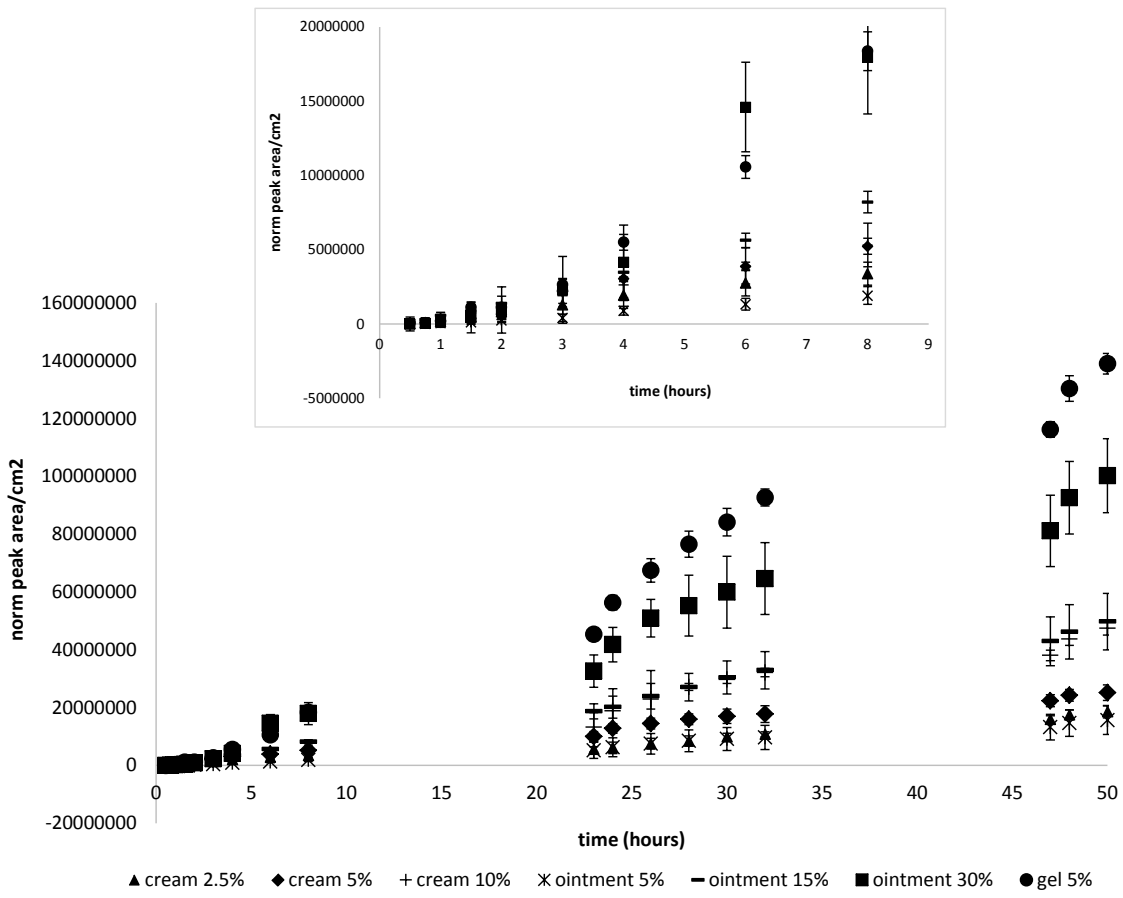 20000000
15000000
10000000
5000000
0
-5000000
norm peak area/cm2
0 1 2 3 4 5 6 7 8 9
time (hours)
160000000
140000000
120000000
100000000
80000000
60000000
40000000
20000000
0
-20000000
norm peak area/cm2
0 5 10 15 20 25 30 35 40 45 50
time (hours)
cream 2.5% cream 5% cream 10% ointment 5% ointment 15% ointment 30% gel 5%